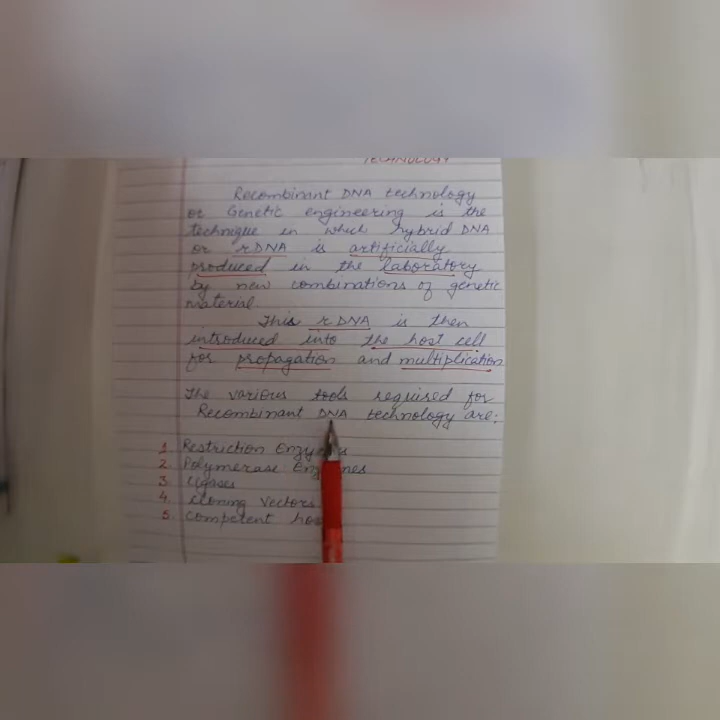 TECHNOLOGY
Recombinant DNA technology
or Genetic engineering is the
technique in which hybrid DNA
or rDNA is artificially
produced in the laboratory
by new combinations of genetic
material.
This rDNA is then
introduced into the host cell
for propagation and multiplication
The various tools required for
Recombinant DNA technology are:
1 Restriction
2 Polymerase
3 Ligases
4 Cloning Vectors
5. Competent